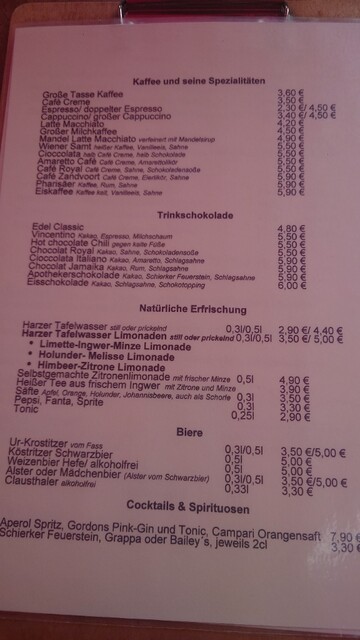 Kaffee und seine Spezialitäten
Große Tasse Kaffee 3,60 €
Café Creme 3,50 €
Espresso/ doppelter Espresso 2,30 €/ 4,50 €
Cappuccino/ großer Cappuccino 3,40 €/ 4,50 €
Latte Macchiato 4,20 €
Großer Milchkaffee 4,50 €
Mandel Latte Macchiato verfeinert mit Mandelsirup 4,90 €
Wiener Samt heißer Kaffee, Vanilleeis, Sahne 5,50 €
Cioccolata halb Café Creme, halb Schokolade 5,50 €
Amaretto Café Café Creme, Amarettolikör 5,50 €
Café Royal Café Creme, Sahne, Schokoladensoße 5,50 €
Café Zandvoort Café Creme, Eierlikör, Sahne 5,90 €
Pharisäer Kaffee, Rum, Sahne 5,90 €
Eiskaffee Kaffee kalt, Vanilleeis, Sahne 5,90 €
Trinkschokolade
Edel Classic 4,80 €
Vincentino Kakao, Espresso, Milchschaum 5,50 €
Hot chocolate Chili gegen kalte Füße 5,50 €
Chocolat Royal Kakao, Sahne, Schokoladensoße 5,50 €
Cioccolata Italiano Kakao, Amaretto, Schlagsahne 5,90 €
Chocolat Jamaika Kakao, Rum, Schlagsahne 5,90 €
Apothekerschokolade Kakao, Schierker Feuerstein, Schlagsahne 5,90 €
Eisschokolade Kakao, Schlagsahne, Schokotopping 6,00 €
Natürliche Erfrischung
Harzer Tafelwasser still oder prickelnd 0,3l/0,5l 2,90 €/ 4,40 €
Harzer Tafelwasser Limonaden still oder prickelnd 0,3l/0,5l 3,50 €/ 5,00 €
• Limette-Ingwer-Minze Limonade
• Holunder- Melisse Limonade
• Himbeer-Zitrone Limonade
Selbstgemachte Zitronenlimonade mit frischer Minze 0,5l 4,90 €
Heißer Tee aus frischem Ingwer mit Zitrone und Minze 3,90 €
Säfte Apfel, Orange, Holunder, Johannisbeere, auch als Schorle 0,3l 3,50 €
Pepsi, Fanta, Sprite 0,3l 3,30 €
Tonic 0,25l 2,90 €
Biere
Ur-Krostitzer vom Fass 0,3l/0,5l 3,50 €/5,00 €
Köstritzer Schwarzbier 0,5l 5,00 €
Weizenbier Hefe/ alkoholfrei 0,5l 5,00 €
Alster oder Mädchenbier (Alster vom Schwarzbier) 0,3l/0,5l 3,50 €/5,00 €
Clausthaler alkoholfrei 0,33l 3,30 €
Cocktails & Spirituosen
Aperol Spritz, Gordons Pink-Gin und Tonic, Campari Orangensaft 7,90 €
Schierker Feuerstein, Grappa oder Bailey´s, jeweils 2cl 3,30 €